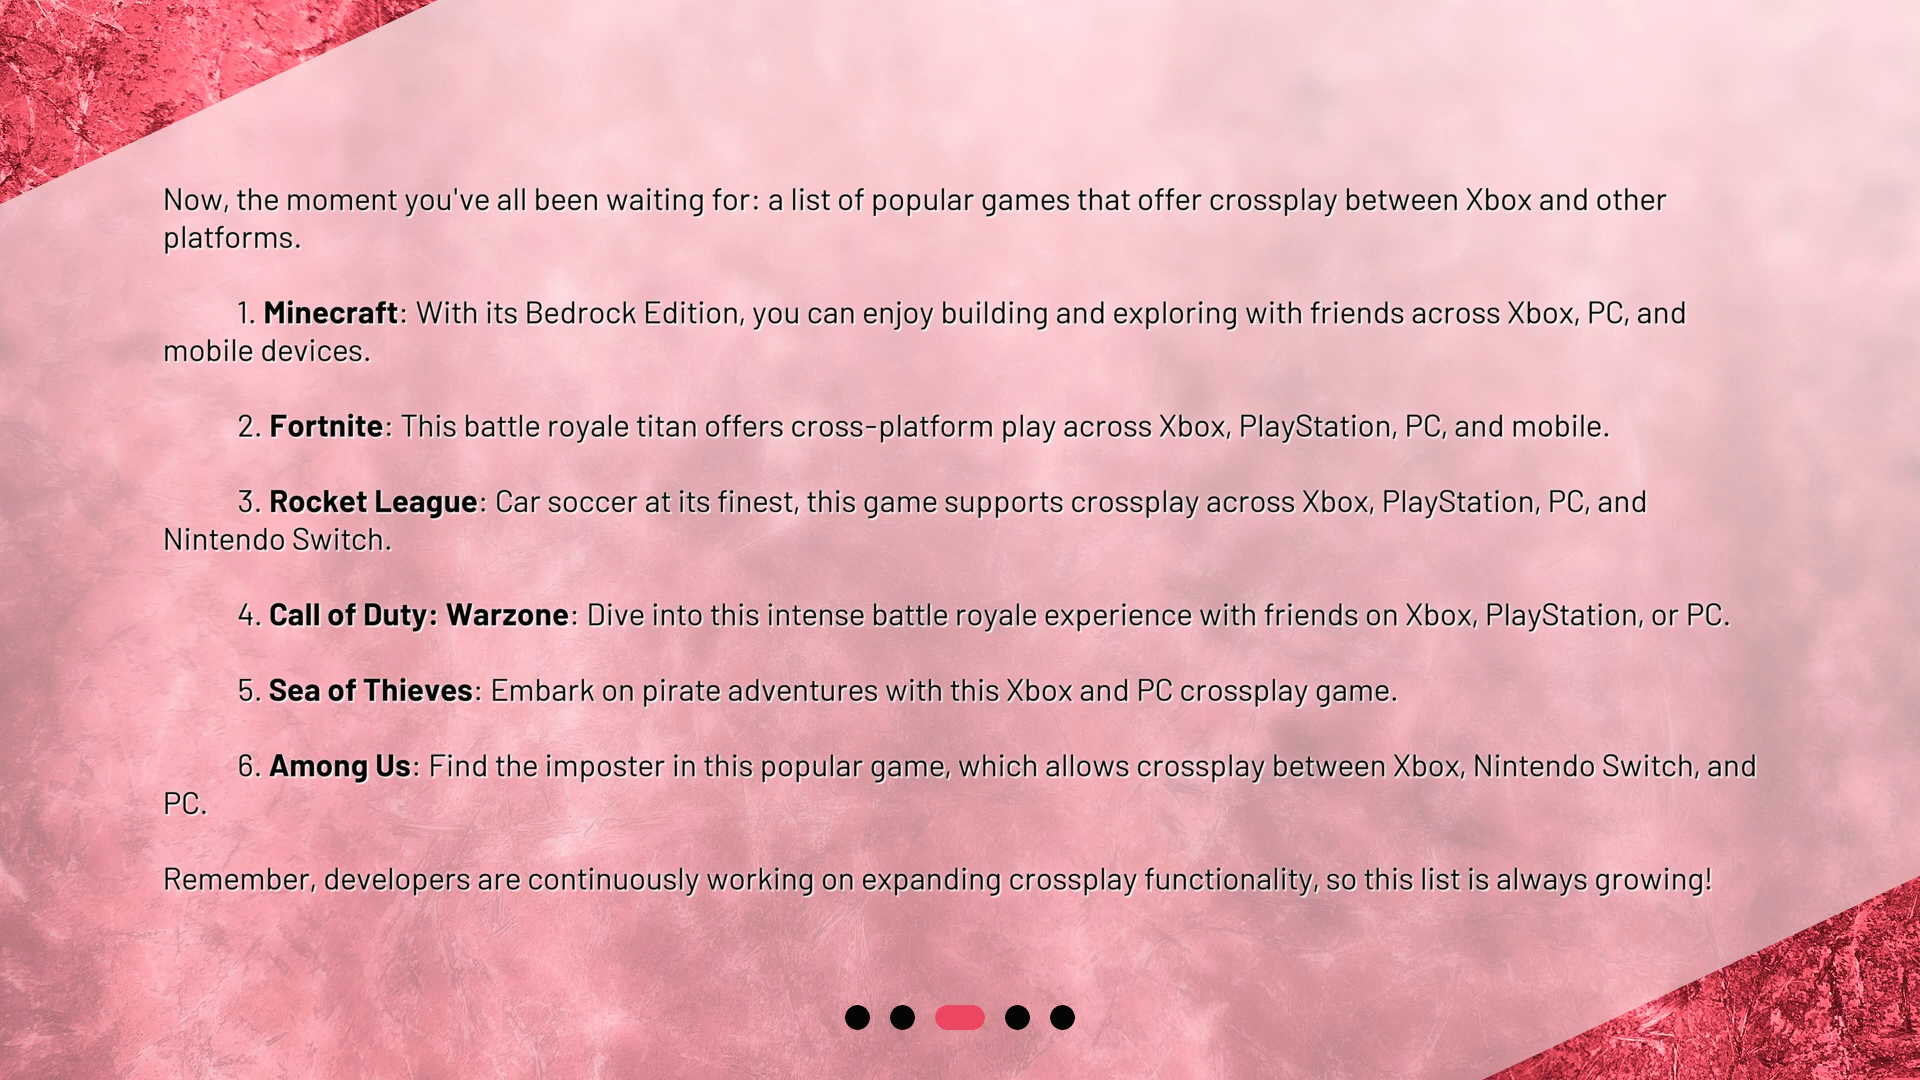 Now, the moment you've all been waiting for: a list of popular games that offer crossplay between Xbox and other
platforms.
1. Minecraft: With its Bedrock Edition, you can enjoy building and exploring with friends across Xbox, PC, and
mobile devices.
2. Fortnite: This battle royale titan offers cross-platform play across Xbox, PlayStation, PC, and mobile.
3. Rocket League: Car soccer at its finest, this game supports crossplay across Xbox, PlayStation, PC, and
Nintendo Switch.
4. Call of Duty: Warzone: Dive into this intense battle royale experience with friends on Xbox, PlayStation, or PC.
5. Sea of Thieves: Embark on pirate adventures with this Xbox and PC crossplay game.
6. Among Us: Find the imposter in this popular game, which allows crossplay between Xbox, Nintendo Switch, and
PC.
Remember, developers are continuously working on expanding crossplay functionality, so this list is always growing!